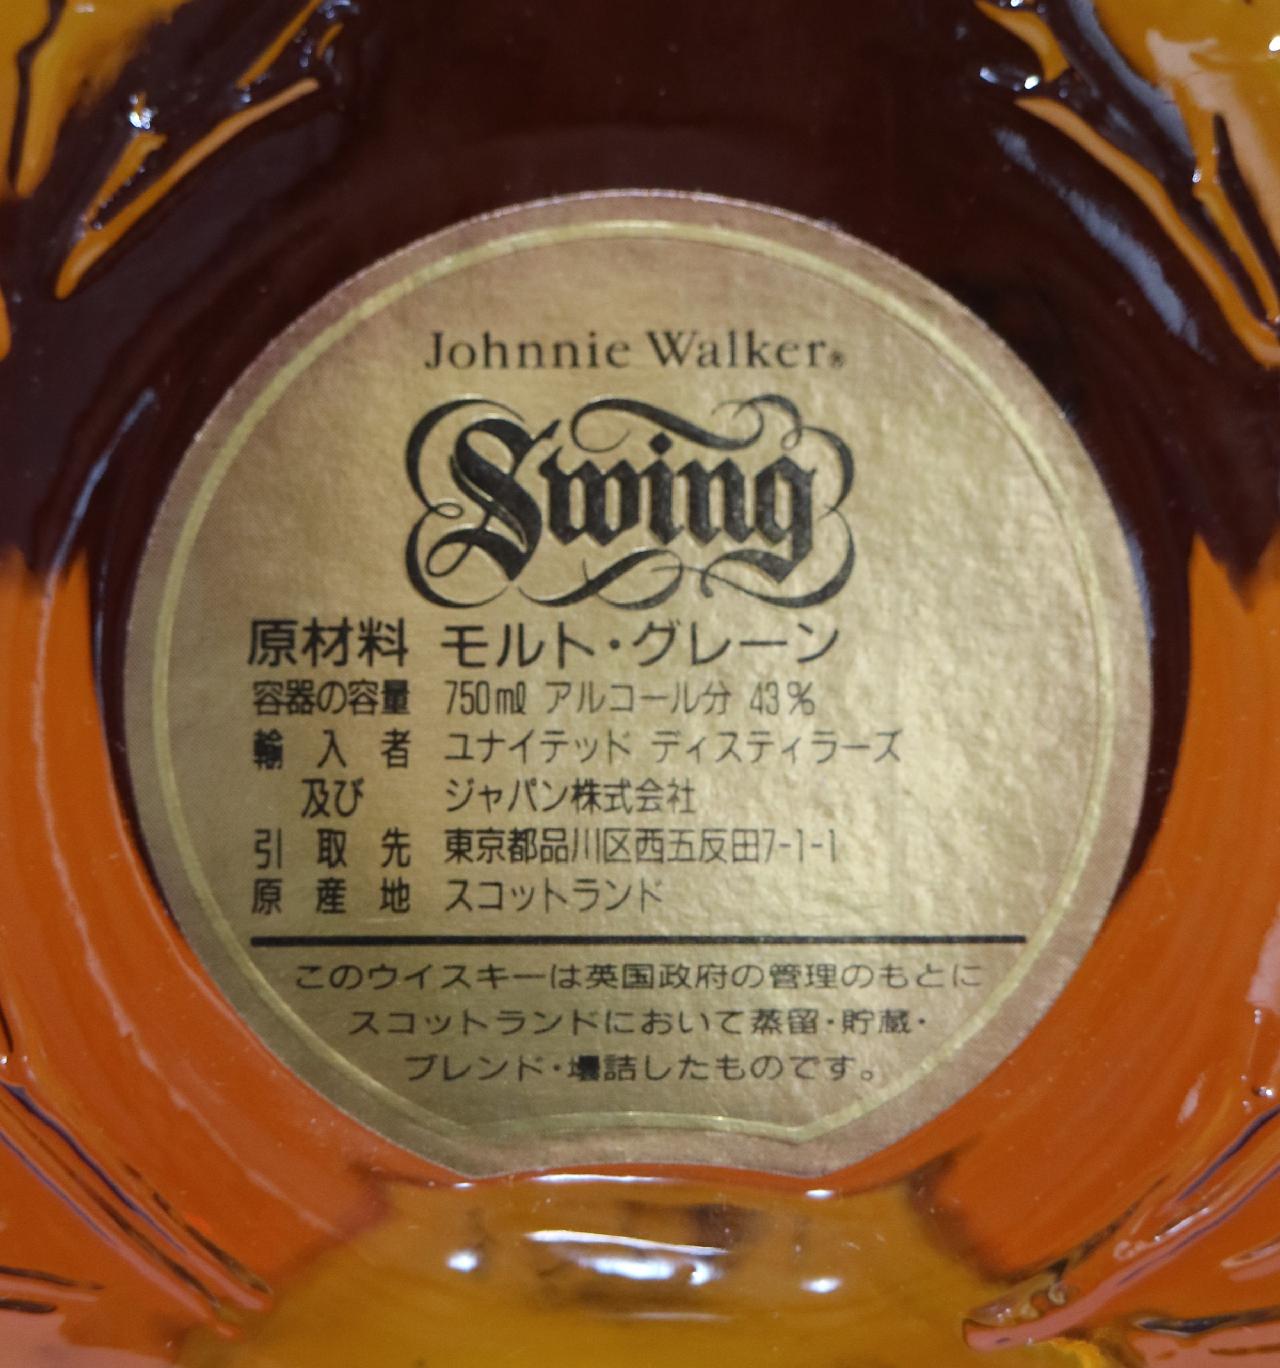 Johnnie Walker®
Swing
原材料 モルト・グレーン
容器の容量 750㎖ アルコール分 43%
輸入者 ユナイテッド ディスティラーズ
及び ジャパン株式会社
引取先 東京都品川区西五反田7-1-1
原産地 スコットランド
このウイスキーは英国政府の管理のもとに
スコットランドにおいて蒸留・貯蔵・
ブレンド・壜詰したものです。